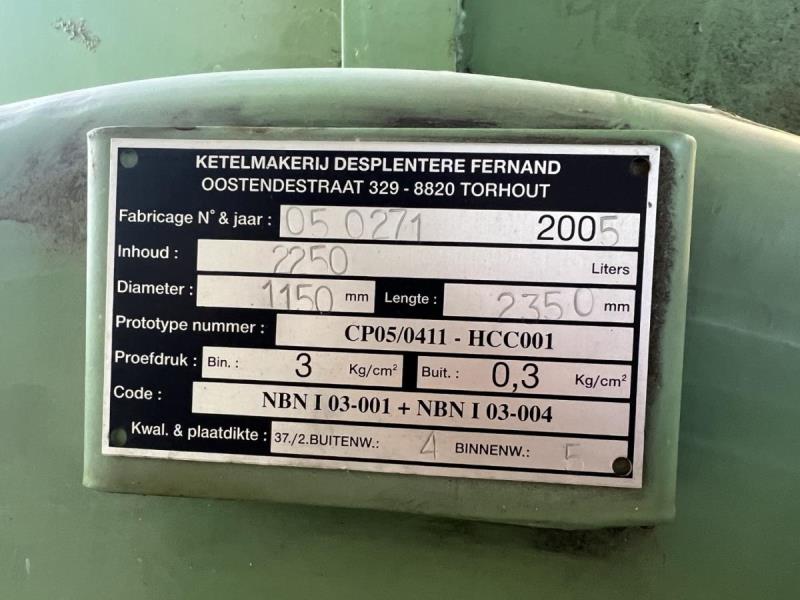 KETELMAKERIJ DESPLENTERE FERNAND
OOSTENDESTRAAT 329 - 8820 TORHOUT
Fabricage N° & jaar : 05 0271 2005
Inhoud : 2250 Liters
Diameter : 1150 mm Lengte : 2350 mm
Prototype nummer : CP05/0411 - HCC001
Proefdruk : Bin. : 3 Kg/cm² Buit. : 0,3 Kg/cm²
Code : NBN I 03-001 + NBN I 03-004
Kwal. & plaatdikte : 37./2.BUITENW.: 4 BINNENW.: 5